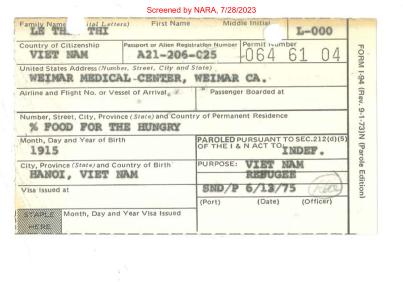 Screened by NARA, 7/28/2023
Family Name (Capital Letters) First Name Middle Initial
LE TH THI L-000
Country of Citizenship Passport or Alien Registration Number Permit Number
VIET NAM A21-206-025 -064 61 04
United States Address (Number, Street, City and State)
WEIMAR MEDICAL CENTER, WEIMAR CA.
Airline and Flight No. or Vessel of Arrival Passenger Boarded at
Number, Street, City, Province (State) and Country of Permanent Residence
% FOOD FOR THE HUNGRY
Month, Day and Year of Birth PAROLED PURSUANT TO SEC. 212(d)(5)
OF THE I & N ACT TO:
1915 INDEF.
City, Province (State) and Country of Birth PURPOSE: VIET NAM
HANOI, VIET NAM REFUGEE
Visa Issued at SND/P 6/13/75
(Port) (Date) (Officer)
STAPLE HERE Month, Day and Year Visa Issued
FORM I-94 (Rev. 9-1-73)N (Parole Edition)